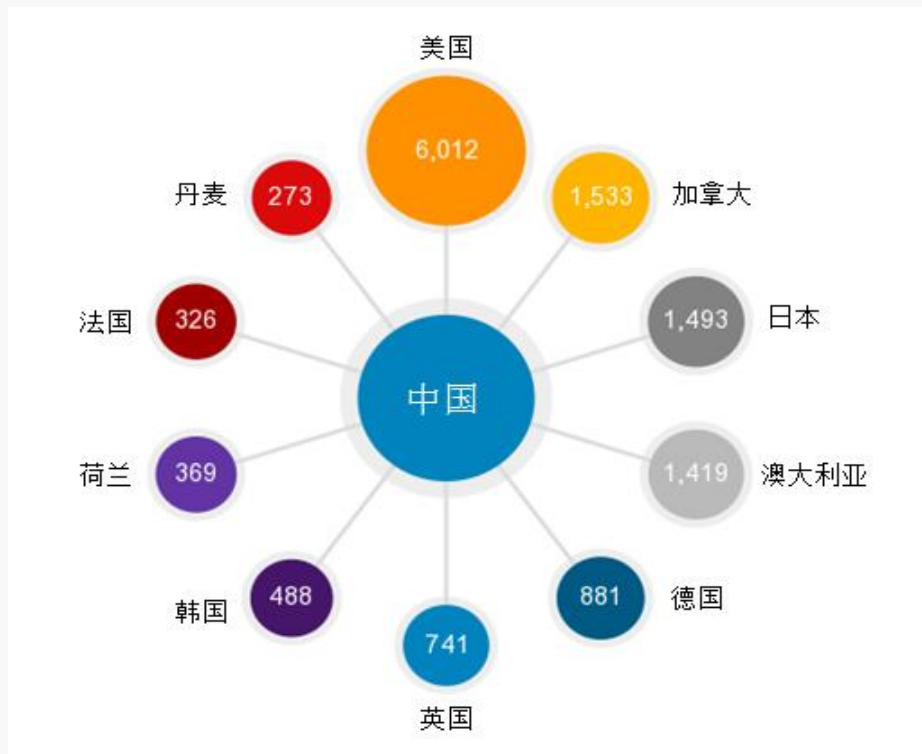 美国
6,012
丹麦
273
1,533
加拿大
法国
326
1,493
日本
中国
荷兰
369
1,419
澳大利亚
韩国
488
881
德国
741
英国